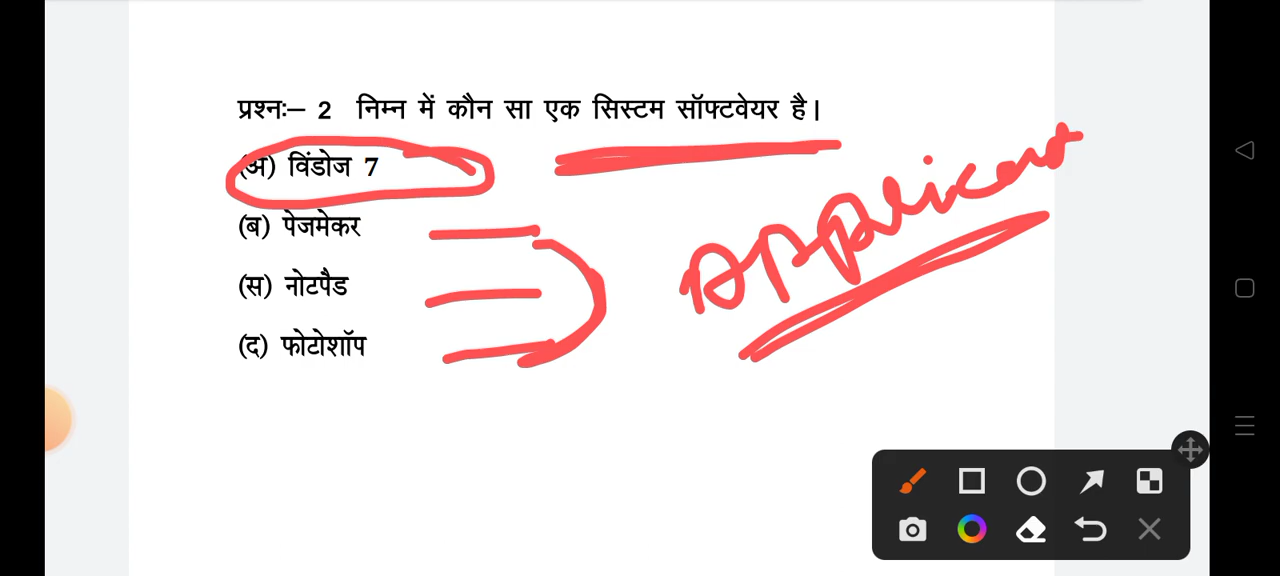 प्रश्नः– 2 निम्न में कौन सा एक सिस्टम सॉफ्टवेयर है।
(अ) विंडोज 7
(ब) पेजमेकर
(स) नोटपैड
(द) फोटोशॉप